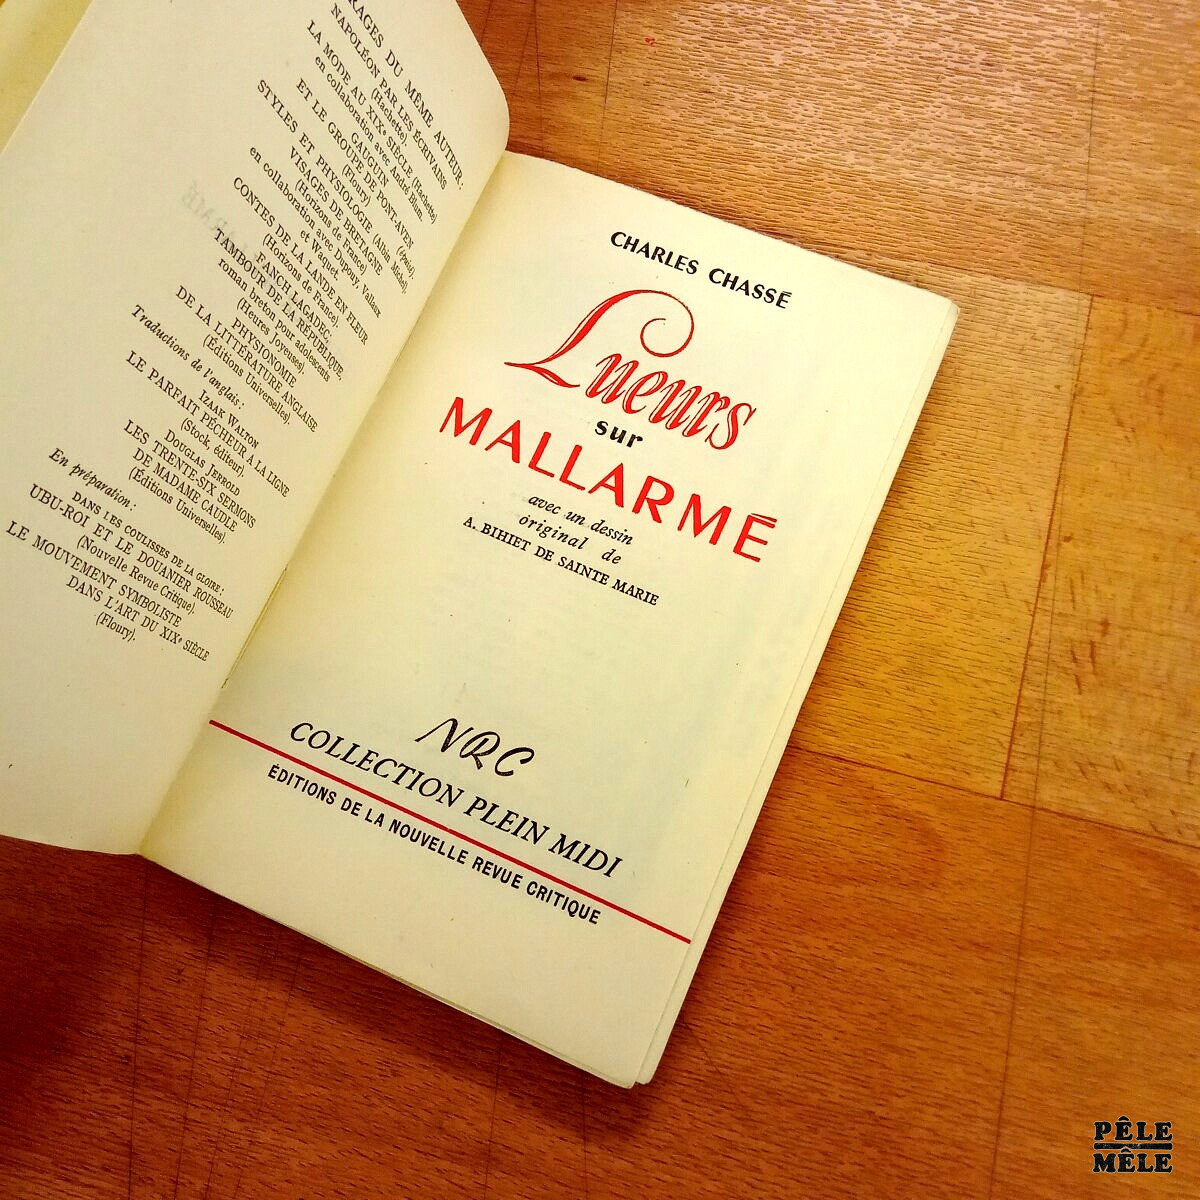 RAGES DU MÊME AUTEUR :
NAPOLÉON PAR LES ÉCRIVAINS
(Hachette).
LA MODE AU XIXᵉ SIÈCLE (Hachette)
en collaboration avec André Blum.
GAUGUIN
ET LE GROUPE DE PONT-AVEN
(Floury) (épuisé)
STYLES ET PHYSIOLOGIE (Albin Michel).
VISAGES DE BRETAGNE
(Horizons de France)
en collaboration avec Dupouy, Vallaux
et Waquet
CONTES DE LA LANDE EN FLEUR
(Horizons de France).
FANCH LAGADEC,
TAMBOUR DE LA RÉPUBLIQUE,
roman breton pour adolescents
(Heures Joyeuses).
PHYSIONOMIE
DE LA LITTÉRATURE ANGLAISE
(Éditions Universelles).
Traductions de l'anglais :
IZAAK WALTON
LE PARFAIT PÊCHEUR A LA LIGNE
(Stock, éditeur).
DOUGLAS JERROLD
LES TRENTE-SIX SERMONS
DE MADAME CAUDLE
(Éditions Universelles).
En préparation :
DANS LES COULISSES DE LA GLOIRE :
UBU-ROI ET LE DOUANIER ROUSSEAU
(Nouvelle Revue Critique).
LE MOUVEMENT SYMBOLISTE
DANS L'ART DU XIXᵉ SIÈCLE
(Floury).
CHARLES CHASSÉ
Lueurs
sur
MALLARMÉ
avec un dessin
original de
A. BIHIET DE SAINTE MARIE
NRC
COLLECTION PLEIN MIDI
ÉDITIONS DE LA NOUVELLE REVUE CRITIQUE
PÊLE
MÊLE